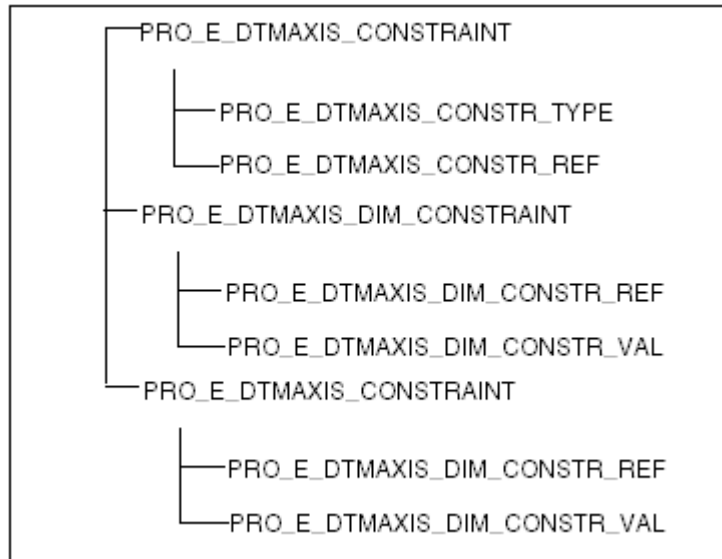 PRO_E_DTMAXIS_CONSTRAINT
PRO_E_DTMAXIS_CONSTR_TYPE
PRO_E_DTMAXIS_CONSTR_REF
PRO_E_DTMAXIS_DIM_CONSTRAINT
PRO_E_DTMAXIS_DIM_CONSTR_REF
PRO_E_DTMAXIS_DIM_CONSTR_VAL
PRO_E_DTMAXIS_CONSTRAINT
PRO_E_DTMAXIS_DIM_CONSTR_REF
PRO_E_DTMAXIS_DIM_CONSTR_VAL